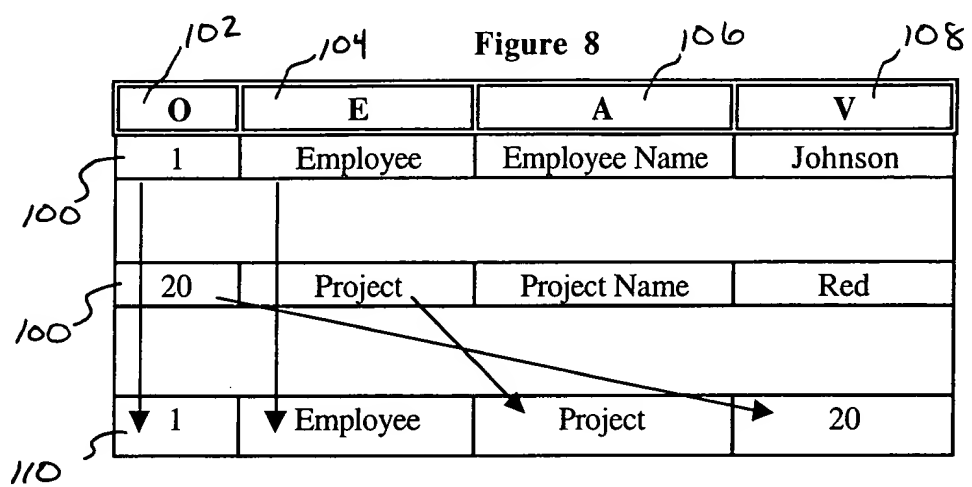 102 104 Figure 8 106 108
O E A V
1 Employee Employee Name Johnson
100
20 Project Project Name Red
100
1 Employee Project 20
110